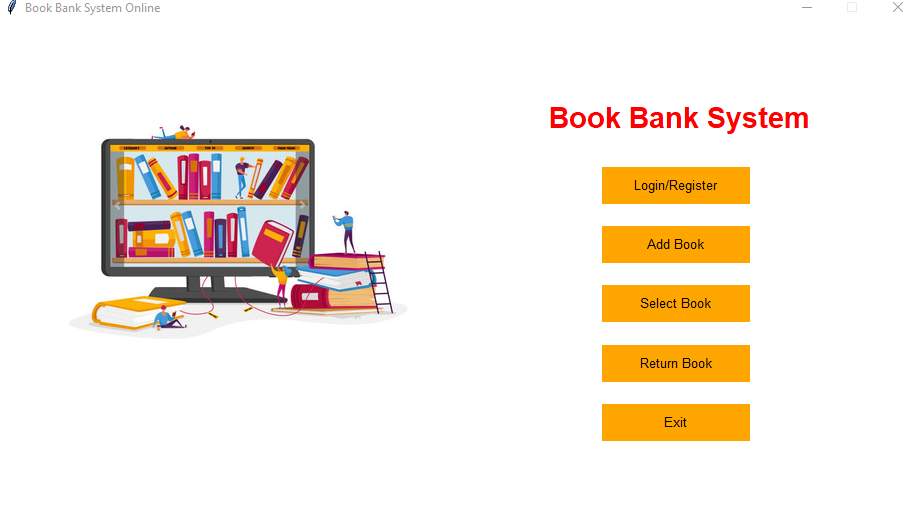 Book Bank System Online
Book Bank System
Login/Register
Add Book
Select Book
Return Book
Exit